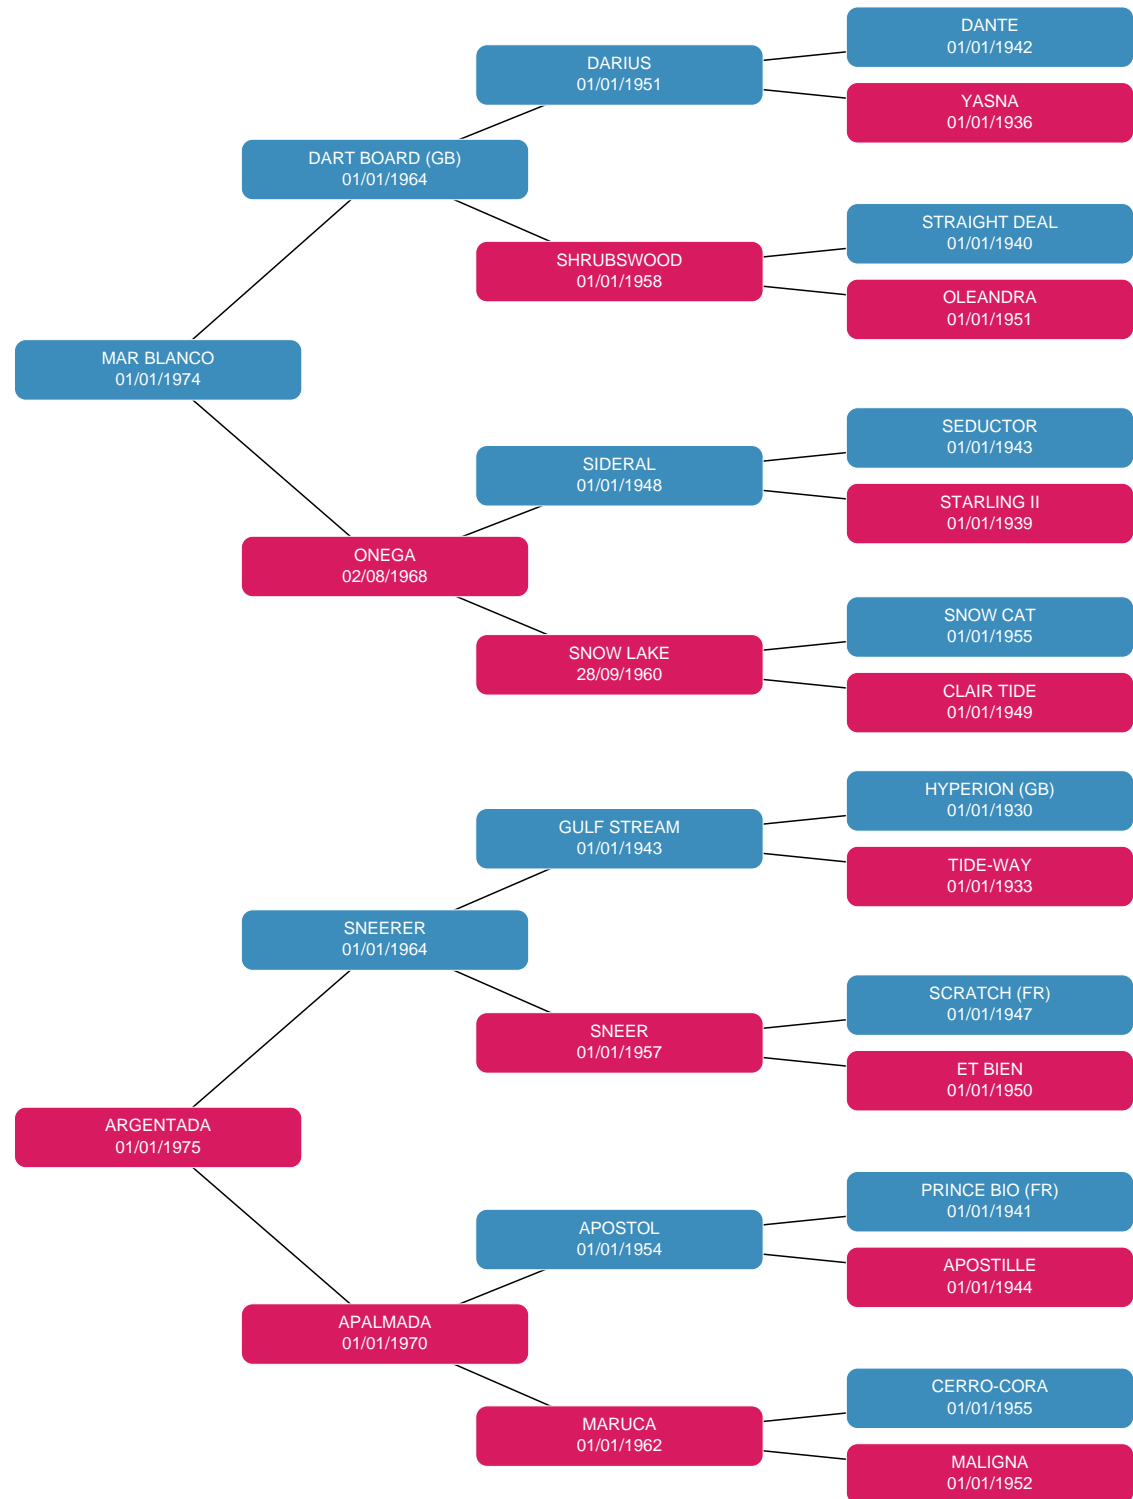 DANTE
01/01/1942
DARIUS
01/01/1951
YASNA
01/01/1936
DART BOARD (GB)
01/01/1964
STRAIGHT DEAL
01/01/1940
SHRUBSWOOD
01/01/1958
OLEANDRA
01/01/1951
MAR BLANCO
01/01/1974
SEDUCTOR
01/01/1943
SIDERAL
01/01/1948
STARLING II
01/01/1939
ONEGA
02/08/1968
SNOW CAT
01/01/1955
SNOW LAKE
28/09/1960
CLAIR TIDE
01/01/1949
HYPERION (GB)
01/01/1930
GULF STREAM
01/01/1943
TIDE-WAY
01/01/1933
SNEERER
01/01/1964
SCRATCH (FR)
01/01/1947
SNEER
01/01/1957
ET BIEN
01/01/1950
ARGENTADA
01/01/1975
PRINCE BIO (FR)
01/01/1941
APOSTOL
01/01/1954
APOSTILLE
01/01/1944
APALMADA
01/01/1970
CERRO-CORA
01/01/1955
MARUCA
01/01/1962
MALIGNA
01/01/1952